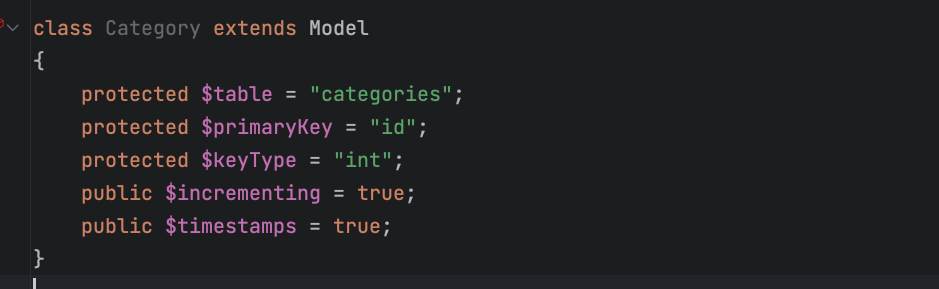 class Category extends Model
{
    protected $table = "categories";
    protected $primaryKey = "id";
    protected $keyType = "int";
    public $incrementing = true;
    public $timestamps = true;
}